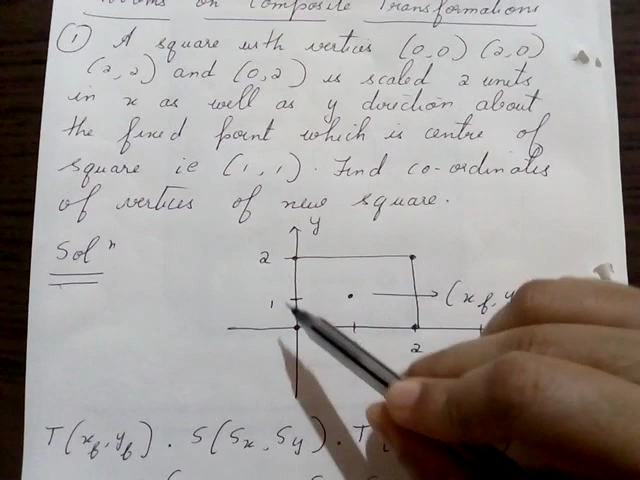 on Composite Transformations
① A square with vertices (0,0) (2,0)
(2,2) and (0,2) is scaled 2 units
in x as well as y direction about
the fixed point which is centre of
square ie (1,1). Find co-ordinates
of vertices of new square.
Solⁿ
y
2
1
(x_f, y
2
T(x_f, y_f) . S(S_x, S_y) . T(